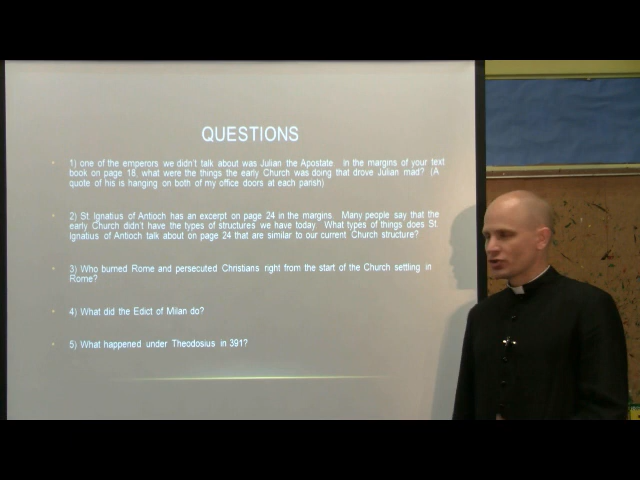 QUESTIONS
1) one of the emperors we didn't talk about was Julian the Apostate in the margins of your text
book on page 18, what were the things the early Church was doing that drove Julian mad? (A
quote of his is hanging on both of my office doors at each parish)
2) St Ignatius of Antioch has an excerpt on page 24 in the margins Many people say that the
early Church didn't have the types of structures we have today. What types of things does St.
Ignatius of Antioch talk about on page 24 that are similar to our current Church structure?
3) Who burned Rome and persecuted Christians right from the start of the Church settling in
Rome?
4) What did the Edict of Milan do?
5) What happened under Theodosius in 391?